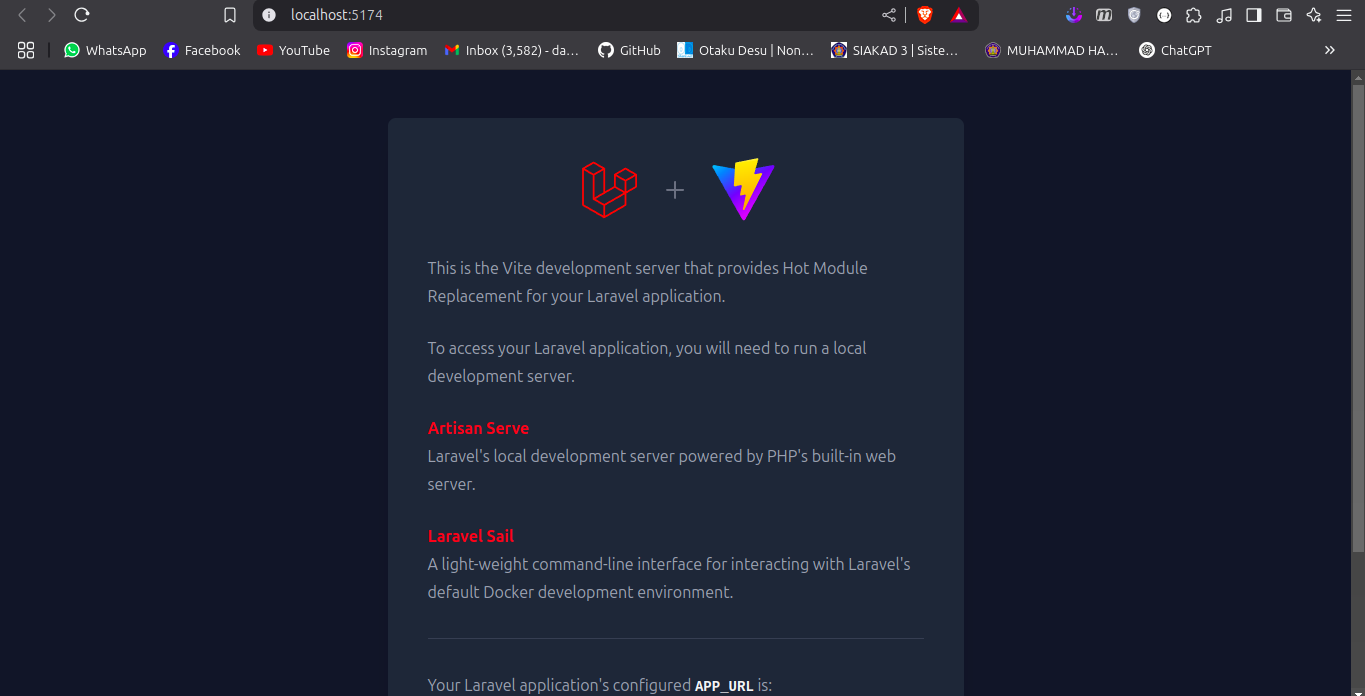 localhost:5174
WhatsApp Facebook YouTube Instagram Inbox (3,582) - da... GitHub Otaku Desu | Non... SIAKAD 3 | Siste... MUHAMMAD HA... ChatGPT »
This is the Vite development server that provides Hot Module
Replacement for your Laravel application.
To access your Laravel application, you will need to run a local
development server.
Artisan Serve
Laravel's local development server powered by PHP's built-in web
server.
Laravel Sail
A light-weight command-line interface for interacting with Laravel's
default Docker development environment.
Your Laravel application's configured APP_URL is: